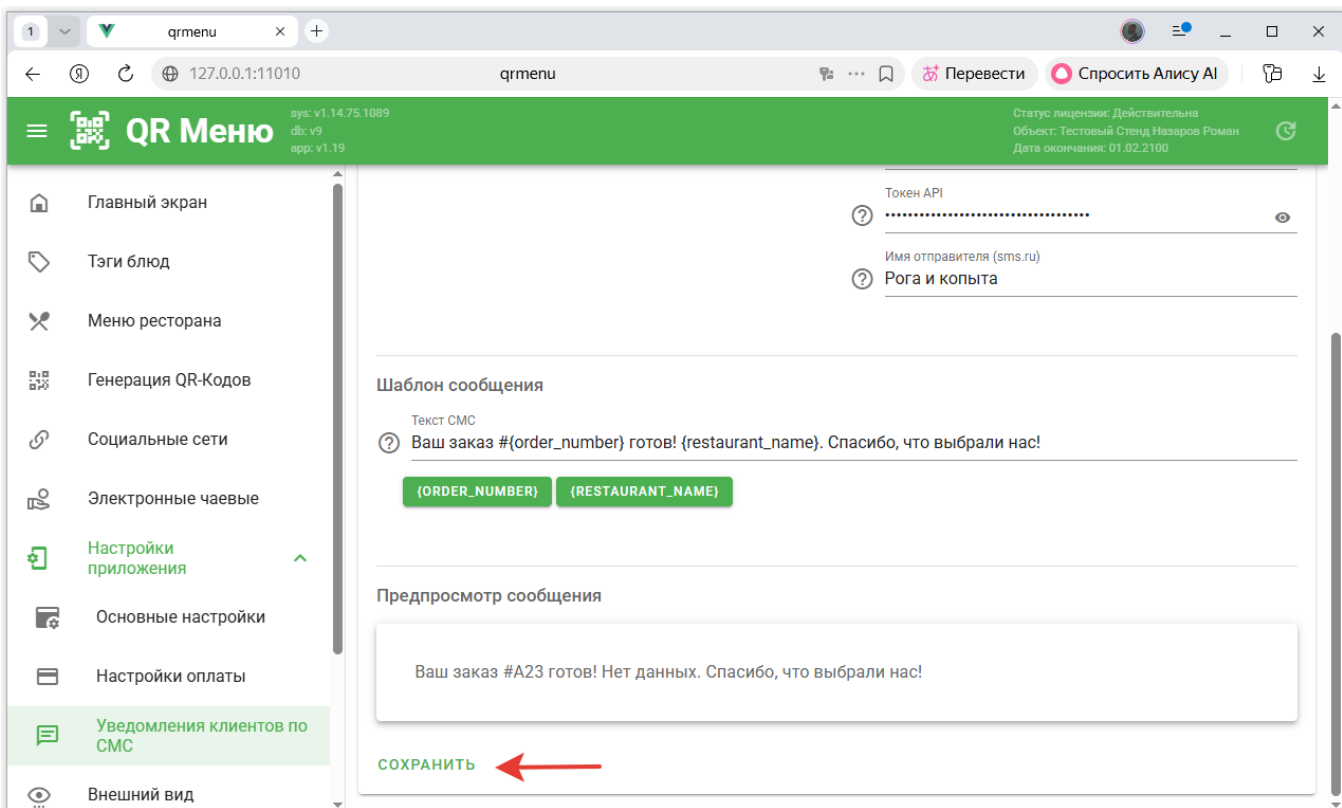 1
qrmenu
127.0.0.1:11010
qrmenu
Перевести
Спросить Алису AI
QR Меню
sys: v1.14.75.1089
db: v9
app: v1.19
Статус лицензии: Действительна
Объект: Тестовый Стенд Назаров Роман
Дата окончания: 01.02.2100
Главный экран
Тэги блюд
Меню ресторана
Генерация QR-Кодов
Социальные сети
Электронные чаевые
Настройки
приложения
Основные настройки
Настройки оплаты
Уведомления клиентов по
СМС
Внешний вид
Токен API
••••••••••••••••••••••••••••••••••••
Имя отправителя (sms.ru)
Рога и копыта
Шаблон сообщения
Текст СМС
Ваш заказ #{order_number} готов! {restaurant_name}. Спасибо, что выбрали нас!
{ORDER_NUMBER}
{RESTAURANT_NAME}
Предпросмотр сообщения
Ваш заказ #A23 готов! Нет данных. Спасибо, что выбрали нас!
СОХРАНИТЬ